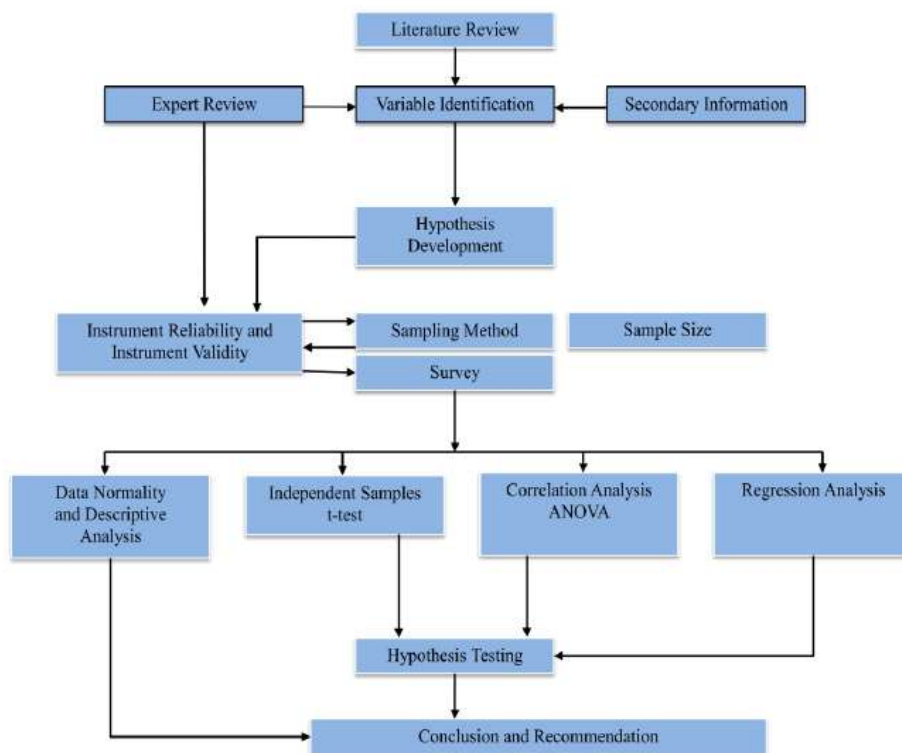 Literature Review
Expert Review
Variable Identification
Secondary Information
Hypothesis
Development
Instrument Reliability and
Instrument Validity
Sampling Method
Sample Size
Survey
Data Normality
and Descriptive
Analysis
Independent Samples
t-test
Correlation Analysis
ANOVA
Regression Analysis
Hypothesis Testing
Conclusion and Recommendation